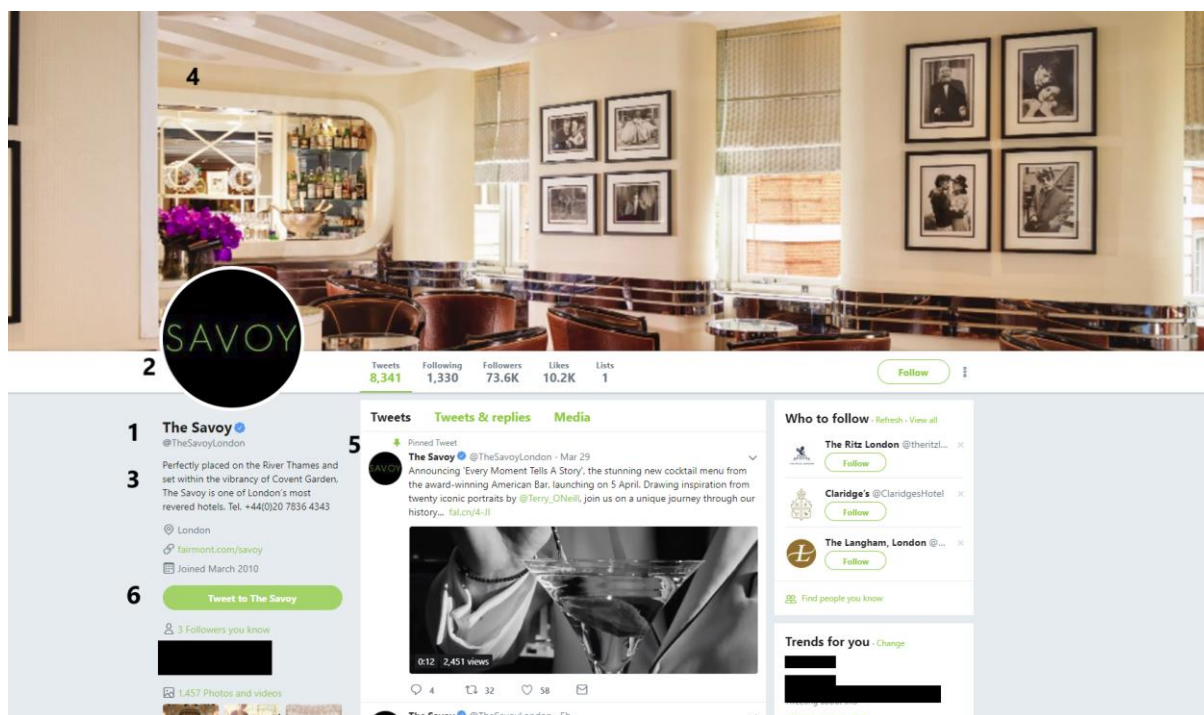 4
SAVOY
2
Tweets Following Followers Likes Lists
8,341 1,330 73.6K 10.2K 1
Follow
1
The Savoy
@TheSavoyLondon
3
Perfectly placed on the River Thames and
set within the vibrancy of Covent Garden,
The Savoy is one of London's most
revered hotels. Tel. +44(0)20 7836 4343
London
fairmont.com/savoy
Joined March 2010
6
Tweet to The Savoy
3 Followers you know
1,457 Photos and videos
Tweets Tweets & replies Media
5
Pinned Tweet
SAVOY
The Savoy @TheSavoyLondon - Mar 29
Announcing 'Every Moment Tells A Story', the stunning new cocktail menu from
the award-winning American Bar, launching on 5 April. Drawing inspiration from
twenty iconic portraits by @Terry_ONeill, join us on a unique journey through our
history... fal.cn/4-JI
0:12 2,451 views
4 32 58
The Savoy @TheSavoyLondon - 5h
Who to follow · Refresh · View all
The Ritz London @theritzl...
Follow
Claridge's @ClaridgesHotel
Follow
The Langham, London @...
Follow
Find people you know
Trends for you · Change